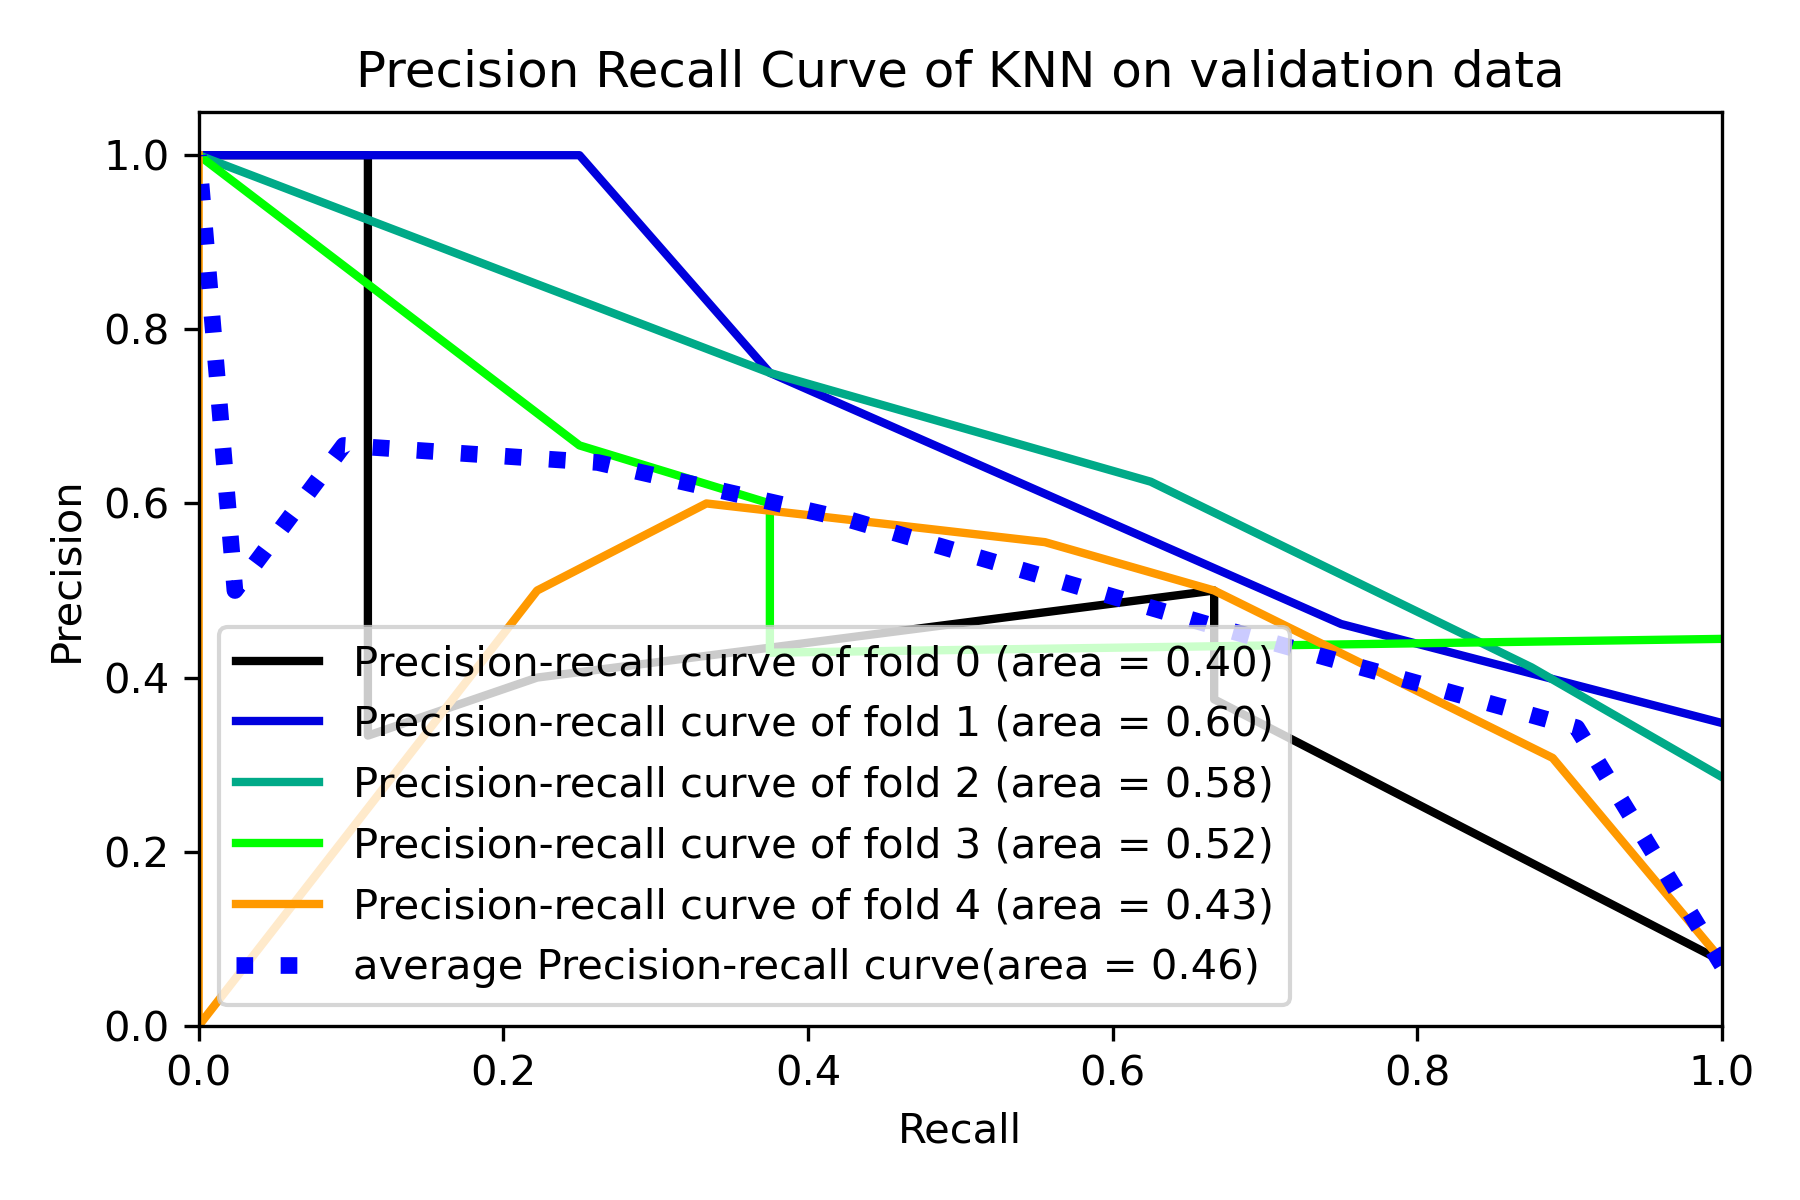 Precision Recall Curve of KNN on validation data
Precision
1.0
0.8
0.6
0.4
0.2
0.0
Precision-recall curve of fold 0 (area = 0.40)
Precision-recall curve of fold 1 (area = 0.60)
Precision-recall curve of fold 2 (area = 0.58)
Precision-recall curve of fold 3 (area = 0.52)
Precision-recall curve of fold 4 (area = 0.43)
average Precision-recall curve(area = 0.46)
0.0 0.2 0.4 0.6 0.8 1.0
Recall